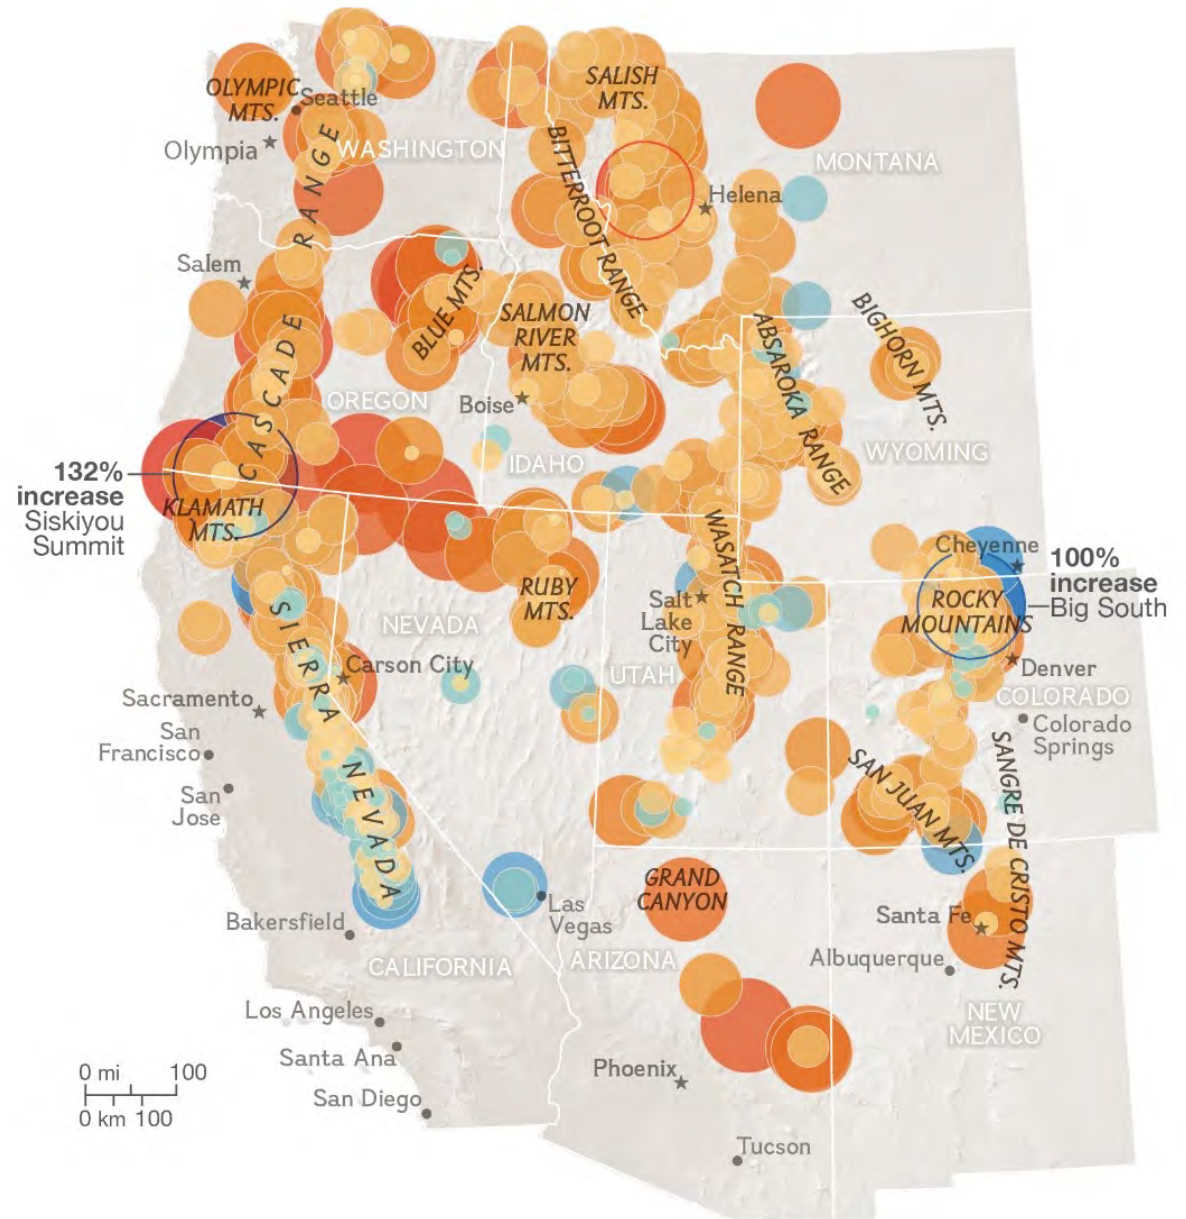 OLYMPIC
MTS.
Seattle
Olympia
WASHINGTON
SALISH
MTS.
MONTANA
BITTERROOT RANGE
Helena
CASCADE RANGE
Salem
BLUE MTS.
SALMON
RIVER
MTS.
ABSAROKA RANGE
BIGHORN MTS.
OREGON
Boise
IDAHO
WYOMING
132%
increase
Siskiyou
Summit
KLAMATH
MTS.
WASATCH RANGE
Cheyenne
100%
increase
Big South
ROCKY
MOUNTAINS
RUBY
MTS.
Salt
Lake
City
SIERRA NEVADA
NEVADA
Carson City
UTAH
Denver
COLORADO
Colorado
Springs
Sacramento
San
Francisco
San
Jose
SAN JUAN MTS.
SANGRE DE CRISTO MTS.
GRAND
CANYON
Las
Vegas
Santa Fe
Bakersfield
CALIFORNIA
ARIZONA
Albuquerque
NEW
MEXICO
Los Angeles
Santa Ana
San Diego
Phoenix
Tucson
0 mi 100
0 km 100